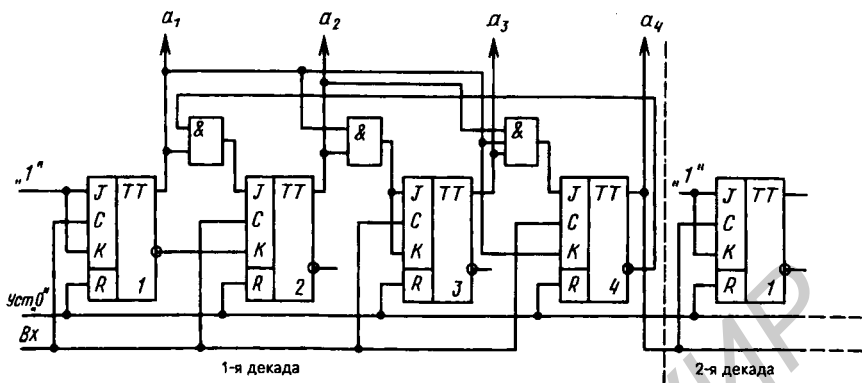 a₁ a₂ a₃ a₄
& & &
„1" J TT J TT J TT J TT „1" J TT
C C C C C
K K K K K
R 1 R 2 R 3 R 4 R 1
Уст„0"
Вх
1-я декада 2-я декада
ИР